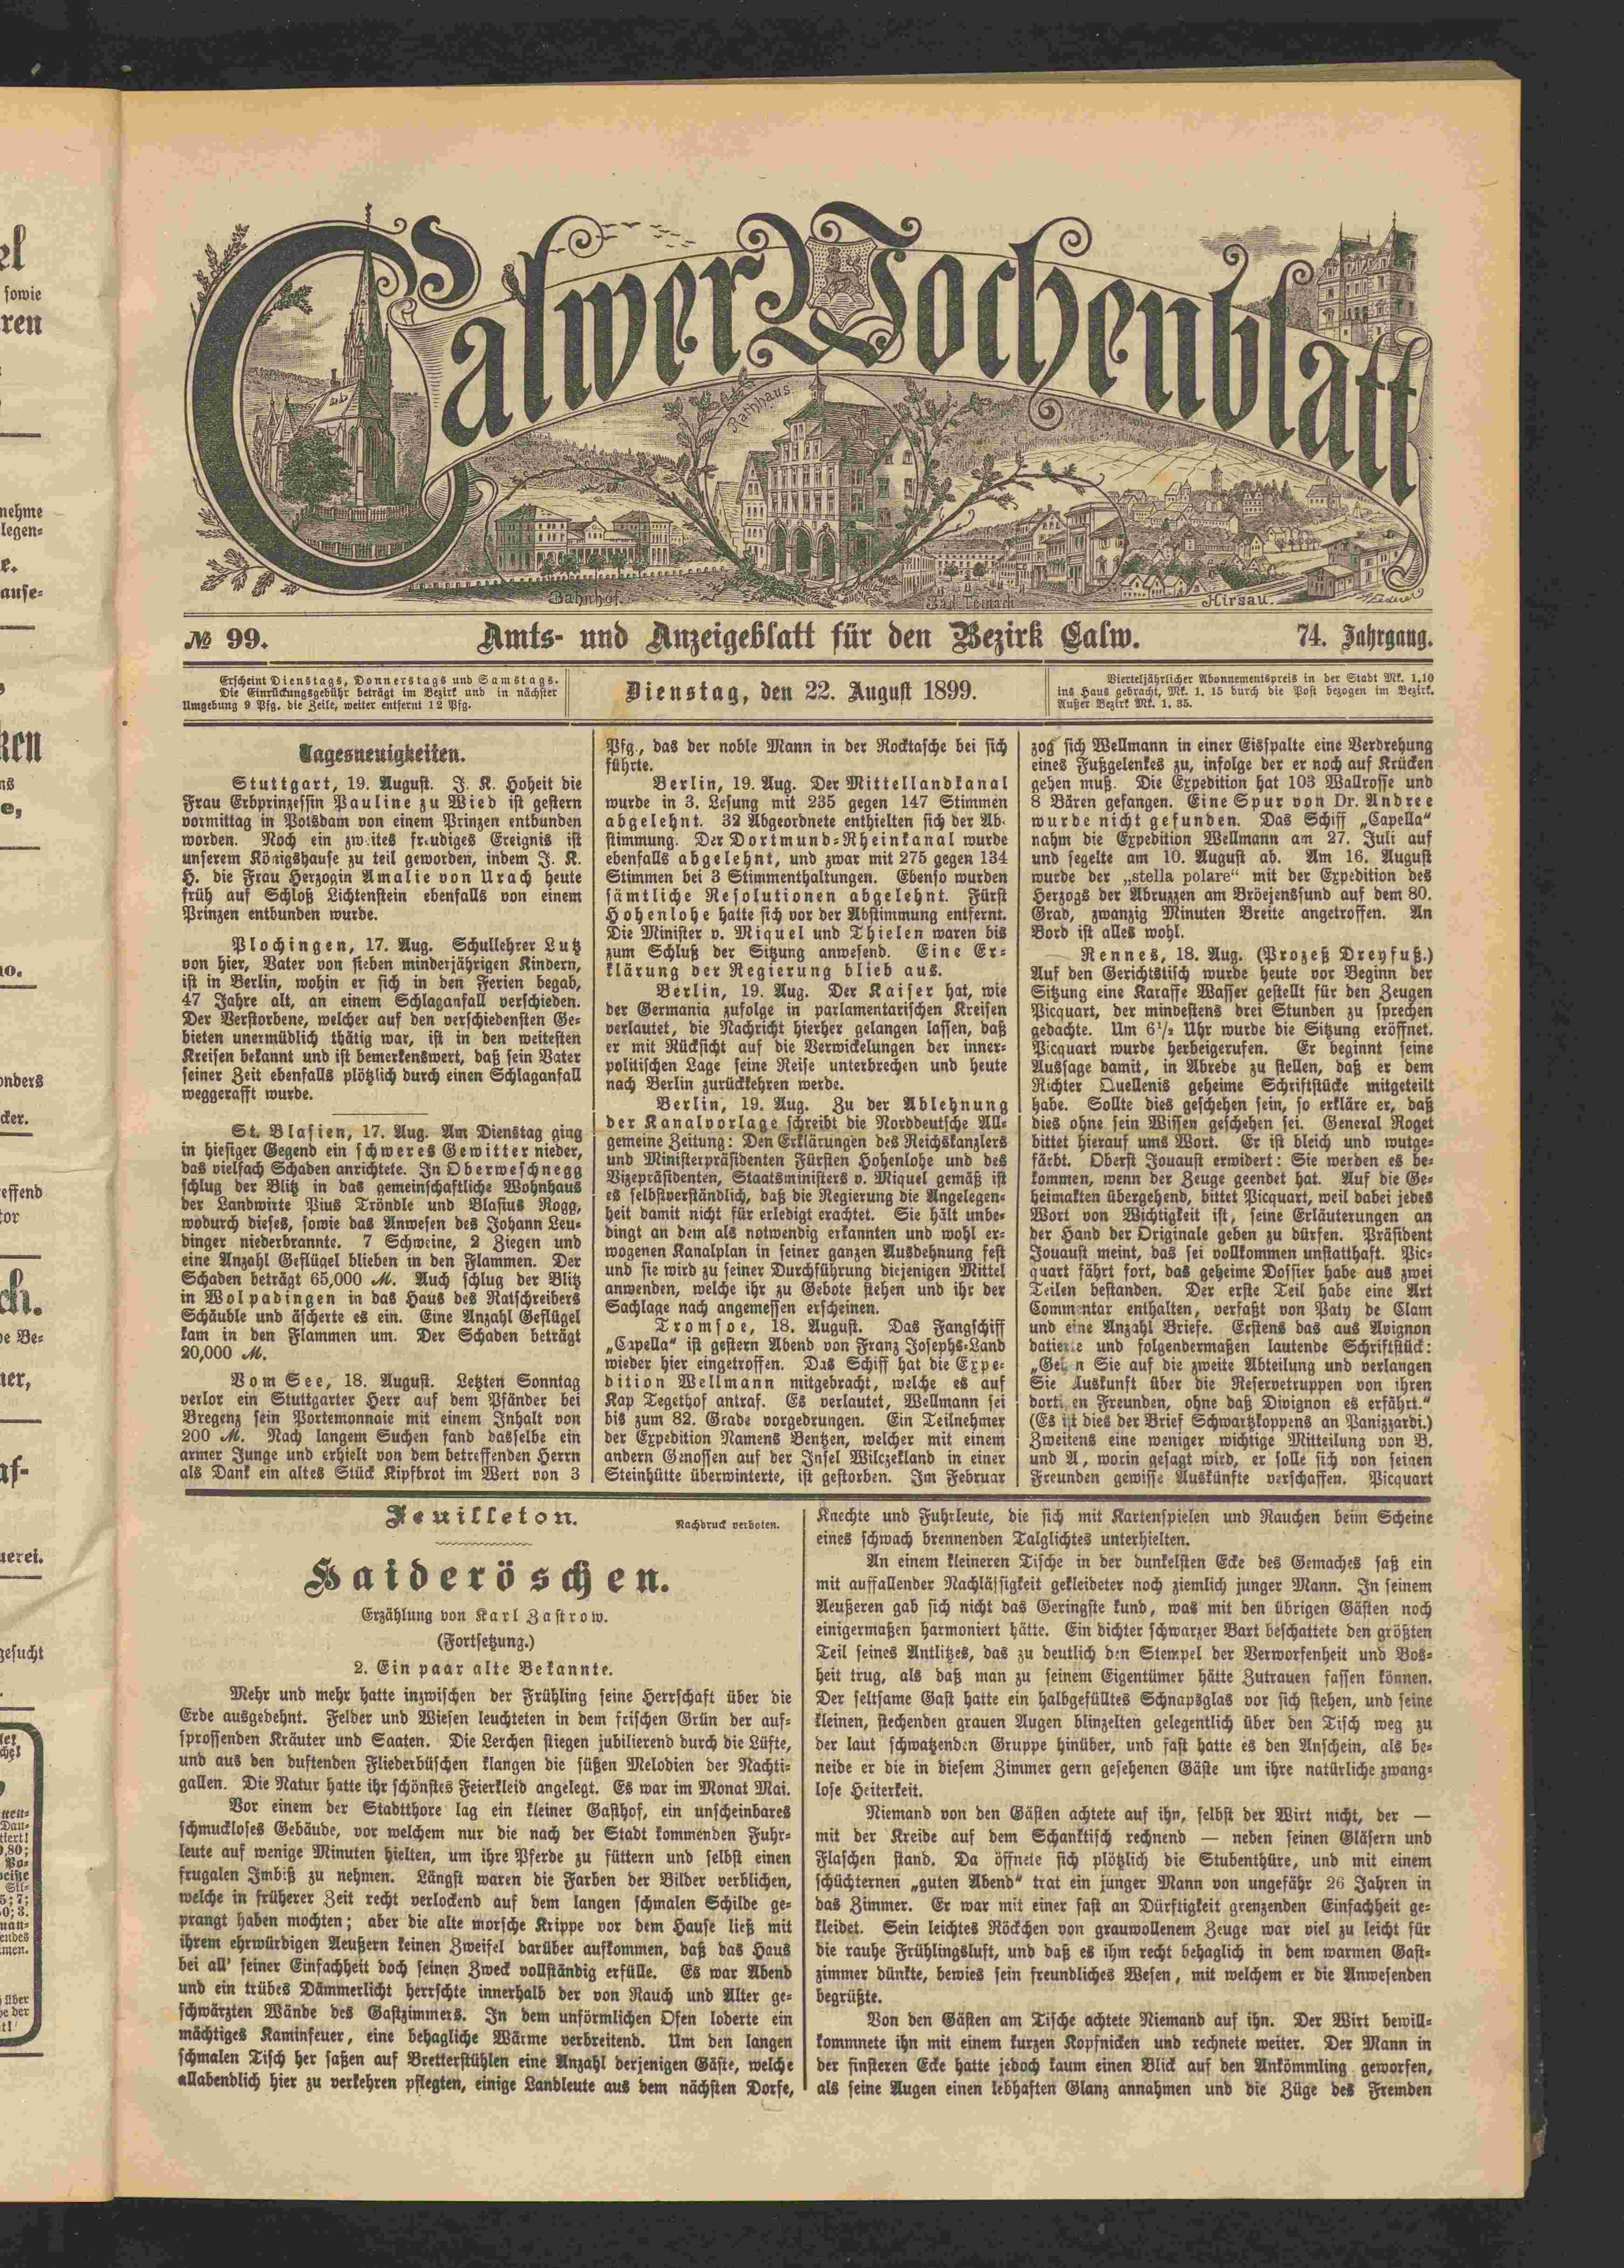 Calwer Wochenblatt
Rathhaus.
Bahnhof.
Bad Teinach
Hirsau.
№ 99.
Amts- und Anzeigeblatt für den Bezirk Calw.
74. Jahrgang.
Erscheint Dienstags, Donnerstags und Samstags.
Die Einrückungsgebühr beträgt im Bezirk und in nächster
Umgebung 9 Pfg. die Zeile, weiter entfernt 12 Pfg.
Dienstag, den 22. August 1899.
Vierteljährlicher Abonnementspreis in der Stadt Mk. 1.10
ins Haus gebracht, Mk. 1. 15 durch die Post bezogen im Bezirk.
Außer Bezirk Mk. 1. 35.
Tagesneuigkeiten.
Stuttgart, 19. August. J. K. Hoheit die
Frau Erbprinzessin Pauline zu Wied ist gestern
vormittag in Potsdam von einem Prinzen entbunden
worden. Noch ein zweites freudiges Ereignis ist
unserem Königshause zu teil geworden, indem J. K.
H. die Frau Herzogin Amalie von Urach heute
früh auf Schloß Lichtenstein ebenfalls von einem
Prinzen entbunden wurde.
Plochingen, 17. Aug. Schullehrer Lutz
von hier, Vater von sieben minderjährigen Kindern,
ist in Berlin, wohin er sich in den Ferien begab,
47 Jahre alt, an einem Schlaganfall verschieden.
Der Verstorbene, welcher auf den verschiedensten Ge-
bieten unermüdlich thätig war, ist in den weitesten
Kreisen bekannt und ist bemerkenswert, daß sein Vater
seiner Zeit ebenfalls plötzlich durch einen Schlaganfall
weggerafft wurde.
St. Blasien, 17. Aug. Am Dienstag ging
in hiesiger Gegend ein schweres Gewitter nieder,
das vielfach Schaden anrichtete. In Oberweschnegg
schlug der Blitz in das gemeinschaftliche Wohnhaus
der Landwirte Pius Tröndle und Blasius Rogg,
wodurch dieses, sowie das Anwesen des Johann Leu-
dinger niederbrannte. 7 Schweine, 2 Ziegen und
eine Anzahl Geflügel blieben in den Flammen. Der
Schaden beträgt 65,000 M. Auch schlug der Blitz
in Wolpadingen in das Haus des Ratschreibers
Schäuble und äscherte es ein. Eine Anzahl Geflügel
kam in den Flammen um. Der Schaden beträgt
20,000 M.
Vom See, 18. August. Letzten Sonntag
verlor ein Stuttgarter Herr auf dem Pfänder bei
Bregenz sein Portemonnaie mit einem Inhalt von
200 M. Nach langem Suchen fand dasselbe ein
armer Junge und erhielt von dem betreffenden Herrn
als Dank ein altes Stück Kipfbrot im Wert von 3
Pfg., das der noble Mann in der Rocktasche bei sich
führte.
Berlin, 19. Aug. Der Mittellandkanal
wurde in 3. Lesung mit 235 gegen 147 Stimmen
abgelehnt. 32 Abgeordnete enthielten sich der Ab-
stimmung. Der Dortmund-Rheinkanal wurde
ebenfalls abgelehnt, und zwar mit 275 gegen 134
Stimmen bei 3 Stimmenthaltungen. Ebenso wurden
sämtliche Resolutionen abgelehnt. Fürst
Hohenlohe hatte sich vor der Abstimmung entfernt.
Die Minister v. Miquel und Thielen waren bis
zum Schluß der Sitzung anwesend. Eine Er-
klärung der Regierung blieb aus.
Berlin, 19. Aug. Der Kaiser hat, wie
der Germania zufolge in parlamentarischen Kreisen
verlautet, die Nachricht hierher gelangen lassen, daß
er mit Rücksicht auf die Verwickelungen der inner-
politischen Lage seine Reise unterbrechen und heute
nach Berlin zurückkehren werde.
Berlin, 19. Aug. Zu der Ablehnung
der Kanalvorlage schreibt die Norddeutsche All-
gemeine Zeitung: Den Erklärungen des Reichskanzlers
und Ministerpräsidenten Fürsten Hohenlohe und des
Vizepräsidenten, Staatsministers v. Miquel gemäß ist
es selbstverständlich, daß die Regierung die Angelegen-
heit damit nicht für erledigt erachtet. Sie hält unbe-
dingt an dem als notwendig erkannten und wohl er-
wogenen Kanalplan in seiner ganzen Ausdehnung fest
und sie wird zu seiner Durchführung diejenigen Mittel
anwenden, welche ihr zu Gebote stehen und ihr der
Sachlage nach angemessen erscheinen.
Tromsoe, 18. August. Das Fangschiff
„Capella“ ist gestern Abend von Franz Josephs-Land
wieder hier eingetroffen. Das Schiff hat die Expe-
dition Wellmann mitgebracht, welche es auf
Kap Tegethof antraf. Es verlautet, Wellmann sei
bis zum 82. Grade vorgedrungen. Ein Teilnehmer
der Expedition Namens Bentzen, welcher mit einem
andern Genossen auf der Insel Wilczekland in einer
Steinhütte überwinterte, ist gestorben. Im Februar
zog sich Wellmann in einer Eisspalte eine Verdrehung
eines Fußgelenkes zu, infolge der er noch auf Krücken
gehen muß. Die Expedition hat 103 Wallrosse und
8 Bären gefangen. Eine Spur von Dr. Andree
wurde nicht gefunden. Das Schiff „Capella“
nahm die Expedition Wellmann am 27. Juli auf
und segelte am 10. August ab. Am 16. August
wurde der „stella polare“ mit der Expedition des
Herzogs der Abruzzen am Bröejensfund auf dem 80.
Grad, zwanzig Minuten Breite angetroffen. An
Bord ist alles wohl.
Rennes, 18. Aug. (Prozeß Dreyfuß.)
Auf den Gerichtstisch wurde heute vor Beginn der
Sitzung eine Karaffe Wasser gestellt für den Zeugen
Picquart, der mindestens drei Stunden zu sprechen
gedachte. Um 6½ Uhr wurde die Sitzung eröffnet.
Picquart wurde herbeigerufen. Er beginnt seine
Aussage damit, in Abrede zu stellen, daß er dem
Richter Quellenis geheime Schriftstücke mitgeteilt
habe. Sollte dies geschehen sein, so erkläre er, daß
dies ohne sein Wissen geschehen sei. General Roget
bittet hierauf ums Wort. Er ist bleich und wutge-
färbt. Oberst Jouaust erwidert: Sie werden es be-
kommen, wenn der Zeuge geendet hat. Auf die Ge-
heimakten übergehend, bittet Picquart, weil dabei jedes
Wort von Wichtigkeit ist, seine Erläuterungen an
der Hand der Originale geben zu dürfen. Präsident
Jouaust meint, das sei vollkommen unstatthaft. Pic-
quart fährt fort, das geheime Dossier habe aus zwei
Teilen bestanden. Der erste Teil habe eine Art
Commentar enthalten, verfaßt von Paty de Clam
und eine Anzahl Briefe. Erstens das aus Avignon
datierte und folgendermaßen lautende Schriftstück:
„Gehen Sie auf die zweite Abteilung und verlangen
Sie Auskunft über die Reservetruppen von ihren
dortigen Freunden, ohne daß Divignon es erfährt.“
(Es ist dies der Brief Schwartzkoppens an Panizzardi.)
Zweitens eine weniger wichtige Mitteilung von B.
und A, worin gesagt wird, er solle sich von seinen
Freunden gewisse Auskünfte verschaffen. Picquart
Feuilleton.
Nachdruck verboten.
Haideröschen.
Erzählung von Karl Zastrow.
(Fortsetzung.)
2. Ein paar alte Bekannte.
Mehr und mehr hatte inzwischen der Frühling seine Herrschaft über die
Erde ausgedehnt. Felder und Wiesen leuchteten in dem frischen Grün der auf-
sprossenden Kräuter und Saaten. Die Lerchen stiegen jubilierend durch die Lüfte,
und aus den duftenden Fliederbüschen klangen die süßen Melodien der Nachti-
gallen. Die Natur hatte ihr schönstes Feierkleid angelegt. Es war im Monat Mai.
Vor einem der Stadtthore lag ein kleiner Gasthof, ein unscheinbares
schmuckloses Gebäude, vor welchem nur die nach der Stadt kommenden Fuhr-
leute auf wenige Minuten hielten, um ihre Pferde zu füttern und selbst einen
frugalen Imbiß zu nehmen. Längst waren die Farben der Bilder verblichen,
welche in früherer Zeit recht verlockend auf dem langen schmalen Schilde ge-
prangt haben mochten; aber die alte morsche Krippe vor dem Hause ließ mit
ihrem ehrwürdigen Aeußern keinen Zweifel darüber aufkommen, daß das Haus
bei all’ seiner Einfachheit doch seinen Zweck vollständig erfülle. Es war Abend
und ein trübes Dämmerlicht herrschte innerhalb der von Rauch und Alter ge-
schwärzten Wände des Gastzimmers. In dem unförmlichen Ofen loderte ein
mächtiges Kaminfeuer, eine behagliche Wärme verbreitend. Um den langen
schmalen Tisch her saßen auf Bretterstühlen eine Anzahl derjenigen Gäste, welche
allabendlich hier zu verkehren pflegten, einige Landleute aus dem nächsten Dorfe,
Knechte und Fuhrleute, die sich mit Kartenspielen und Rauchen beim Scheine
eines schwach brennenden Talglichtes unterhielten.
An einem kleineren Tische in der dunkelsten Ecke des Gemaches saß ein
mit auffallender Nachlässigkeit gekleideter noch ziemlich junger Mann. In seinem
Aeußeren gab sich nicht das Geringste kund, was mit den übrigen Gästen noch
einigermaßen harmoniert hätte. Ein dichter schwarzer Bart beschattete den größten
Teil seines Antlitzes, das zu deutlich den Stempel der Verworfenheit und Bos-
heit trug, als daß man zu seinem Eigentümer hätte Zutrauen fassen können.
Der seltsame Gast hatte ein halbgefülltes Schnapsglas vor sich stehen, und seine
kleinen, stechenden grauen Augen blinzelten gelegentlich über den Tisch weg zu
der laut schwatzenden Gruppe hinüber, und fast hatte es den Anschein, als be-
neide er die in diesem Zimmer gern gesehenen Gäste um ihre natürliche zwang-
lose Heiterkeit.
Niemand von den Gästen achtete auf ihn, selbst der Wirt nicht, der —
mit der Kreide auf dem Schanktisch rechnend — neben seinen Gläsern und
Flaschen stand. Da öffnete sich plötzlich die Stubenthüre, und mit einem
schüchternen „guten Abend“ trat ein junger Mann von ungefähr 26 Jahren in
das Zimmer. Er war mit einer fast an Dürftigkeit grenzenden Einfachheit ge-
kleidet. Sein leichtes Röckchen von grauwollenem Zeuge war viel zu leicht für
die rauhe Frühlingsluft, und daß es ihm recht behaglich in dem warmen Gast-
zimmer dünkte, bewies sein freundliches Wesen, mit welchem er die Anwesenden
begrüßte.
Von den Gästen am Tische achtete Niemand auf ihn. Der Wirt bewill-
kommnete ihn mit einem kurzen Kopfnicken und rechnete weiter. Der Mann in
der finsteren Ecke hatte jedoch kaum einen Blick auf den Ankömmling geworfen,
als seine Augen einen lebhaften Glanz annahmen und die Züge des Fremden